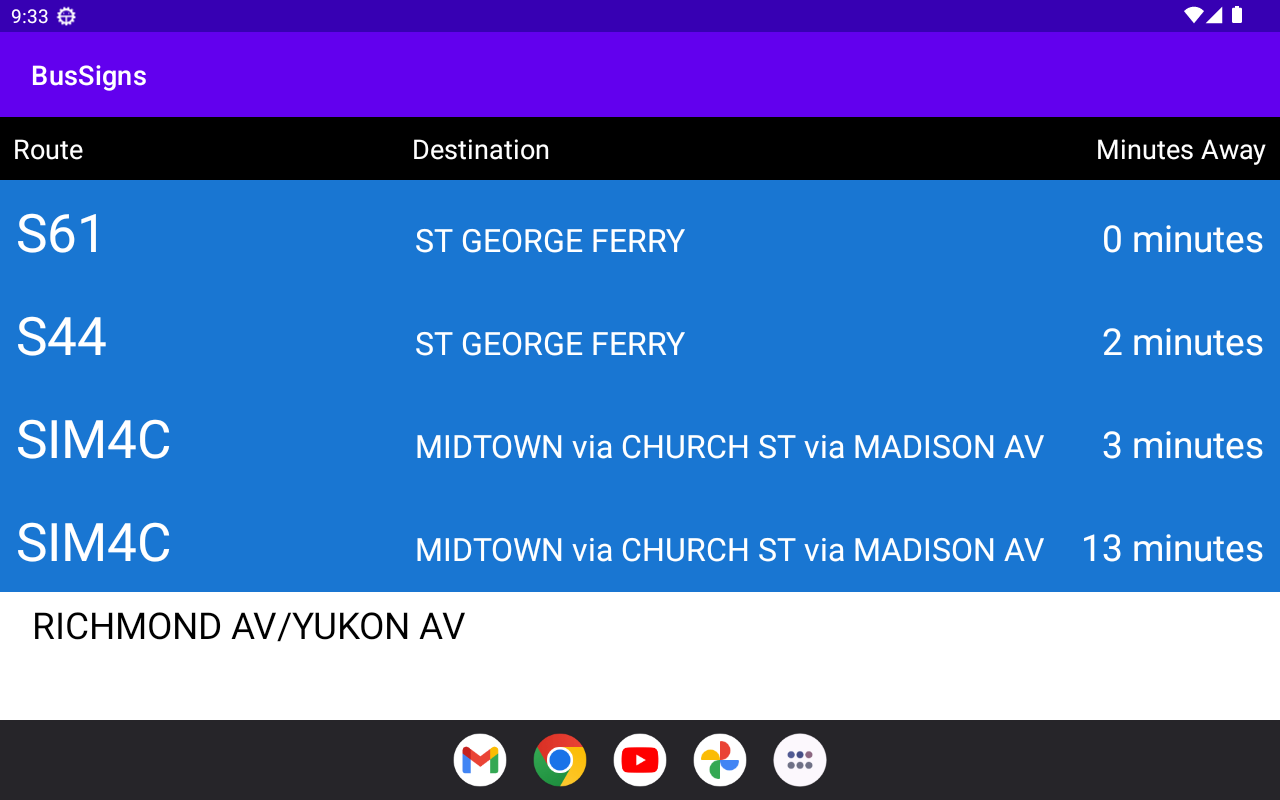 9:33
BusSigns
Route Destination Minutes Away
S61 ST GEORGE FERRY 0 minutes
S44 ST GEORGE FERRY 2 minutes
SIM4C MIDTOWN via CHURCH ST via MADISON AV 3 minutes
SIM4C MIDTOWN via CHURCH ST via MADISON AV 13 minutes
RICHMOND AV/YUKON AV